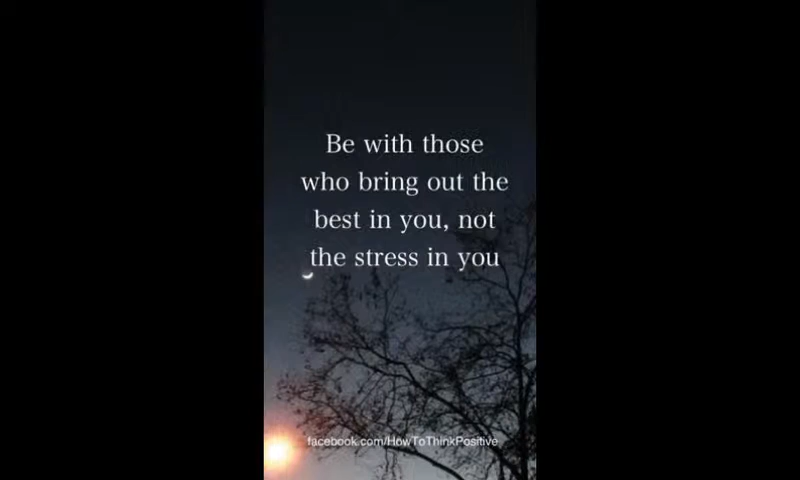 Be with those
who bring out the
best in you, not
the stress in you
facebook.com/HowToThinkPositive